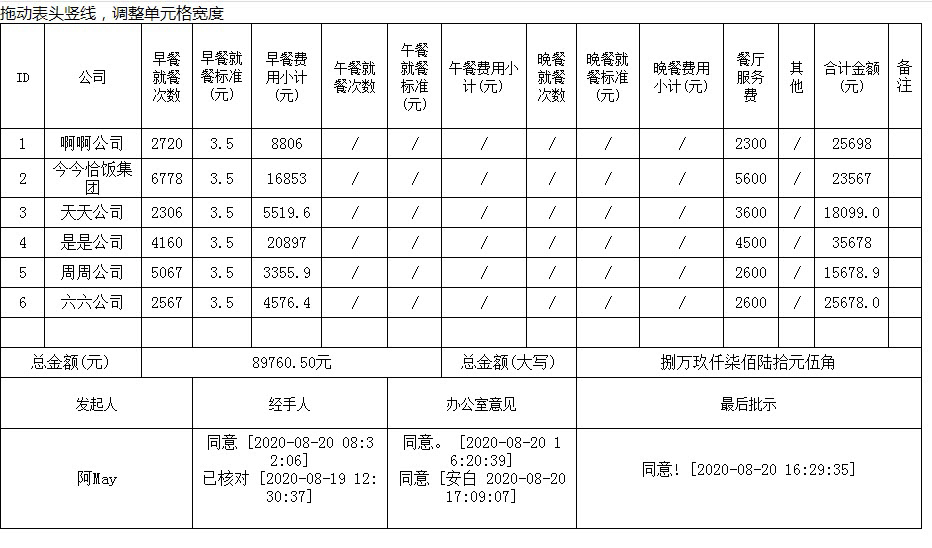 拖动表头竖线，调整单元格宽度
ID 公司 早餐就餐次数 早餐就餐标准(元) 早餐费用小计(元) 午餐就餐次数 午餐就餐标准(元) 午餐费用小计(元) 晚餐就餐次数 晚餐就餐标准(元) 晚餐费用小计(元) 餐厅服务费 其他 合计金额(元) 备注
1 啊啊公司 2720 3.5 8806 / / / / / / 2300 / 25698
2 今今恰饭集团 6778 3.5 16853 / / / / / / 5600 / 23567
3 天天公司 2306 3.5 5519.6 / / / / / / 3600 / 18099.0
4 是是公司 4160 3.5 20897 / / / / / / 4500 / 35678
5 周周公司 5067 3.5 3355.9 / / / / / / 2600 / 15678.9
6 六六公司 2567 3.5 4576.4 / / / / / / 2600 / 25678.0
总金额(元) 89760.50元 总金额(大写) 捌万玖仟柒佰陆拾元伍角
发起人 经手人 办公室意见 最后批示
阿May
同意 [2020-08-20 08:3
2:06]
已核对 [2020-08-19 12:
30:37]
同意。 [2020-08-20 1
6:20:39]
同意 [安白 2020-08-20
17:09:07]
同意! [2020-08-20 16:29:35]